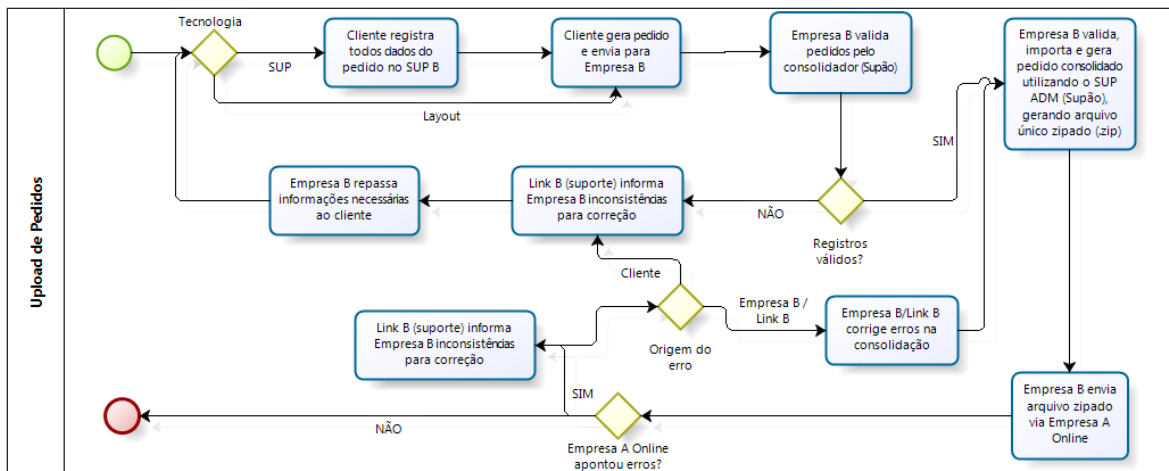 Upload de Pedidos
Tecnologia
SUP
Layout
Cliente registra
todos dados do
pedido no SUP B
Cliente gera pedido
e envia para
Empresa B
Empresa B valida
pedidos pelo
consolidador (Supão)
Empresa B valida,
importa e gera
pedido consolidado
utilizando o SUP
ADM (Supão),
gerando arquivo
único zipado (.zip)
SIM
Registros
válidos?
NÃO
Link B (suporte) informa
Empresa B inconsistências
para correção
Empresa B repassa
informações necessárias
ao cliente
Cliente
Origem do
erro
Empresa B /
Link B
Empresa B/Link B
corrige erros na
consolidação
Link B (suporte) informa
Empresa B inconsistências
para correção
SIM
Empresa A Online
apontou erros?
NÃO
Empresa B envia
arquivo zipado
via Empresa A
Online